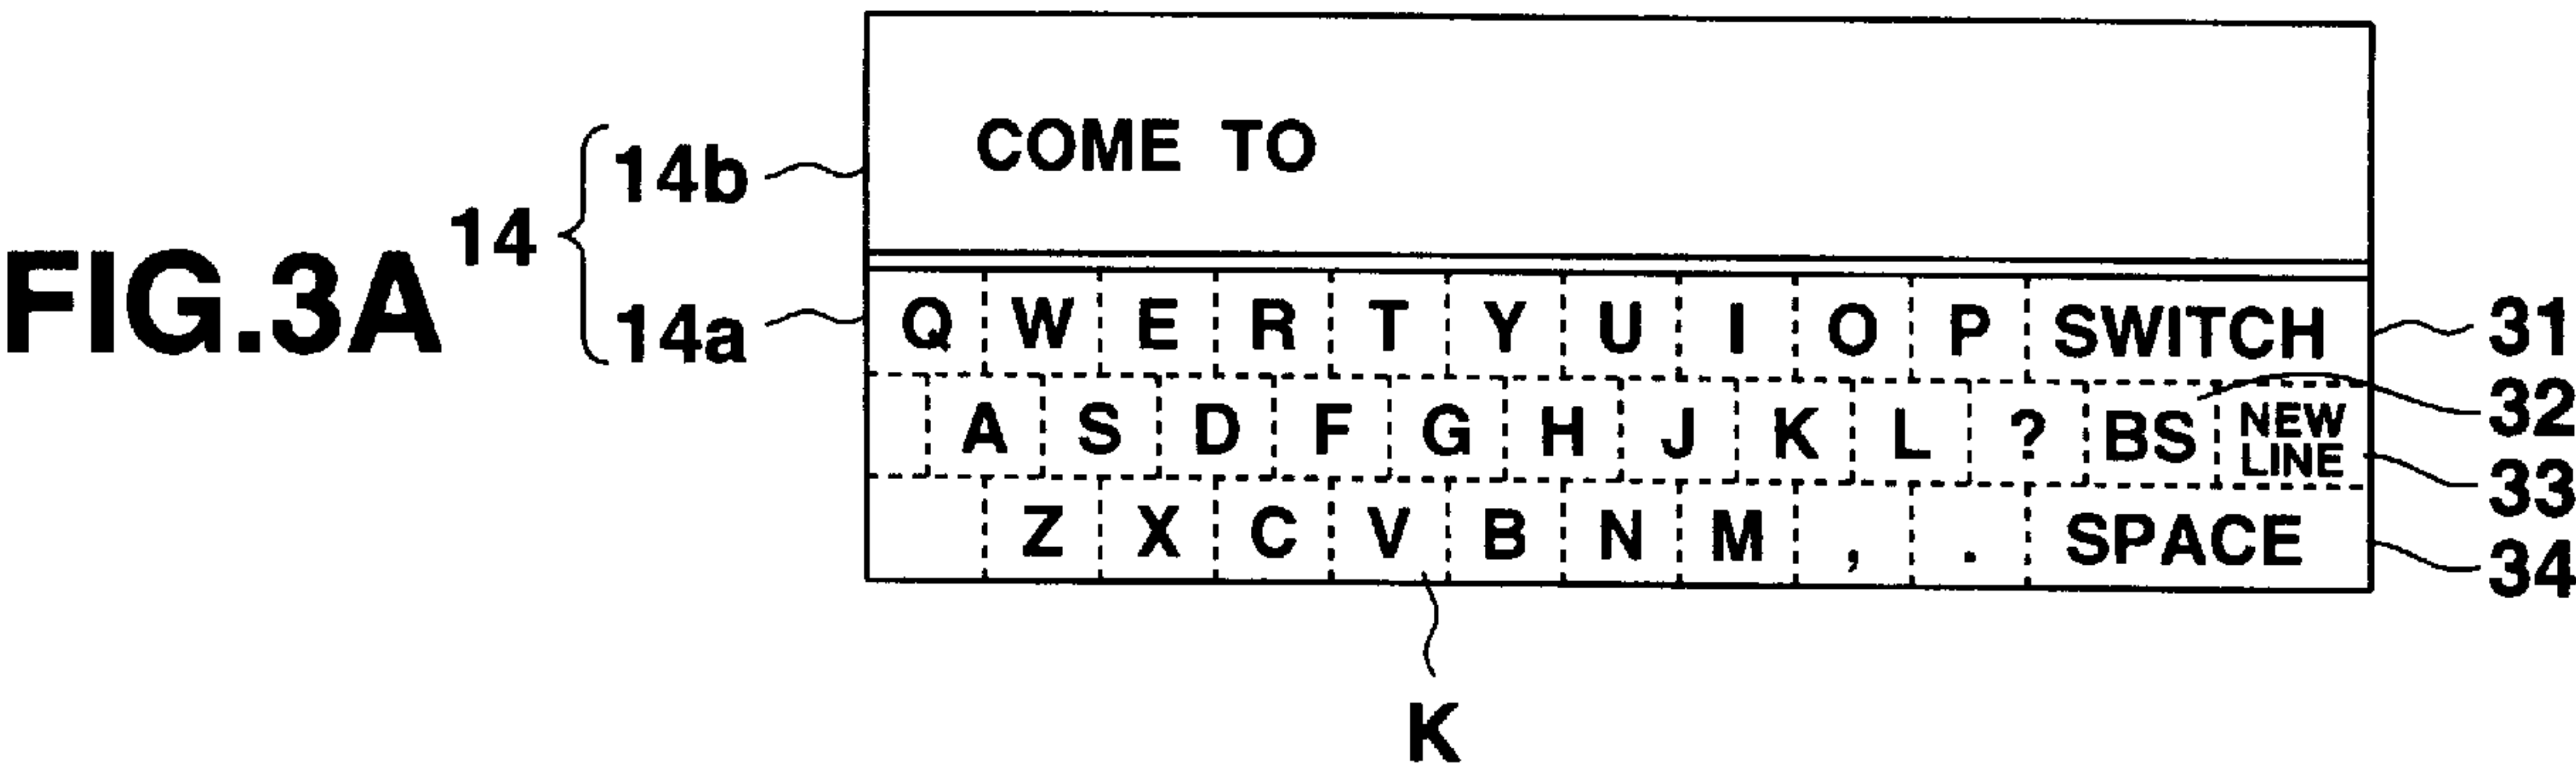 COME TO
14b
14
FIG.3A
14a
Q W E R T Y U I O P SWITCH 31
A S D F G H J K L ? BS NEW LINE 32
33
Z X C V B N M , . SPACE 34
K